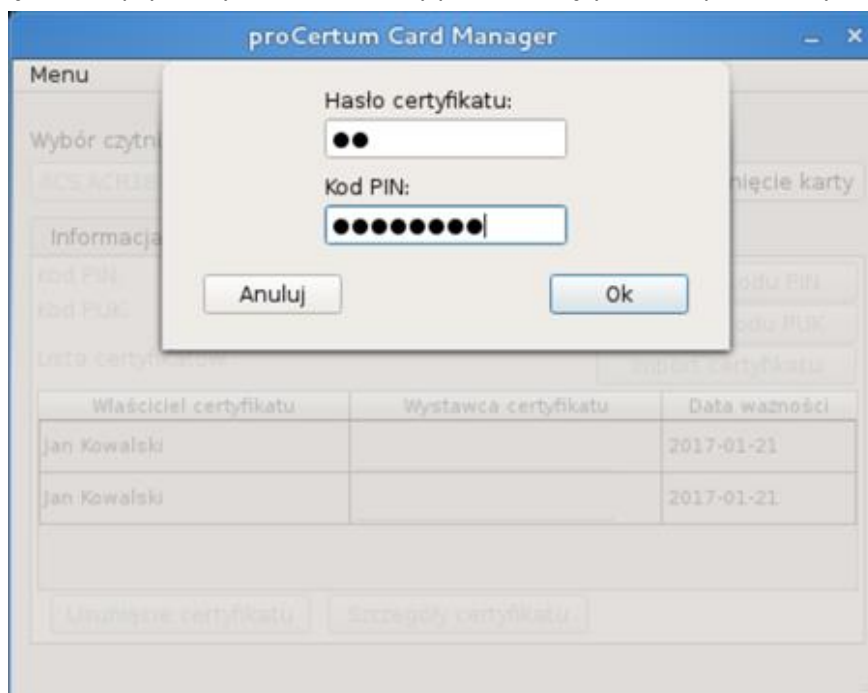 proCertum Card Manager
Menu
Hasło certyfikatu:
Kod PIN:
Anuluj
Ok
Wybór czytni
ACS ACR38
nięcie karty
Informacja
Kod PIN:
odu PIN
Kod PUK:
odu PUK
Lista certyfikatów
Import certyfikatu
Właściciel certyfikatu Wystawca certyfikatu Data ważności
Jan Kowalski 2017-01-21
Jan Kowalski 2017-01-21
Usunięcie certyfikatu Szczegóły certyfikatu